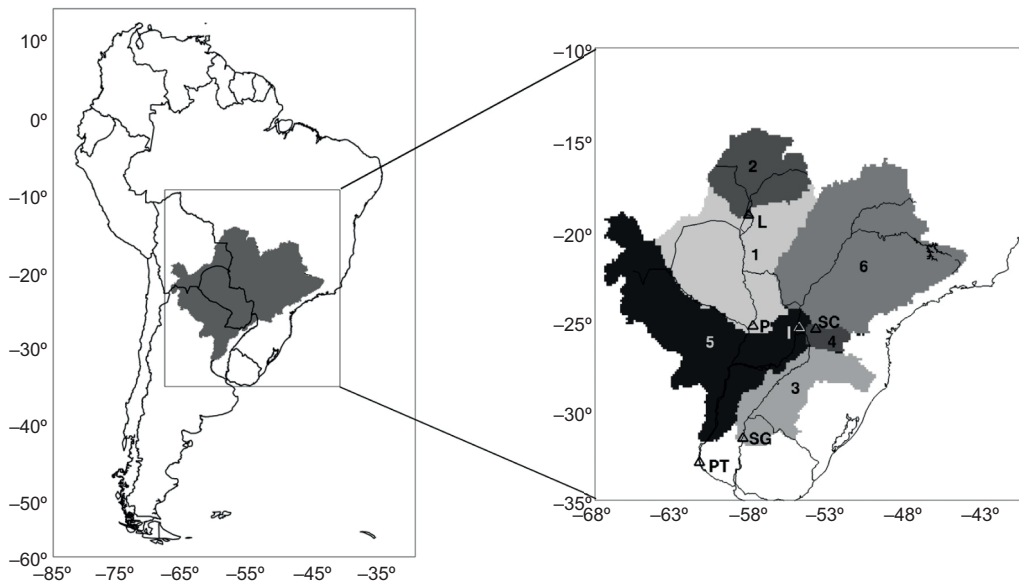 10º
0º
–10º
–20º
–30º
–40º
–50º
–60º
–85º –75º –65º –55º –45º –35º
–10º
–15º
–20º
–25º
–30º
–35º
–68º –63º –58º –53º –48º –43º
2
L
1
6
P
I
SC
5
4
3
SG
PT